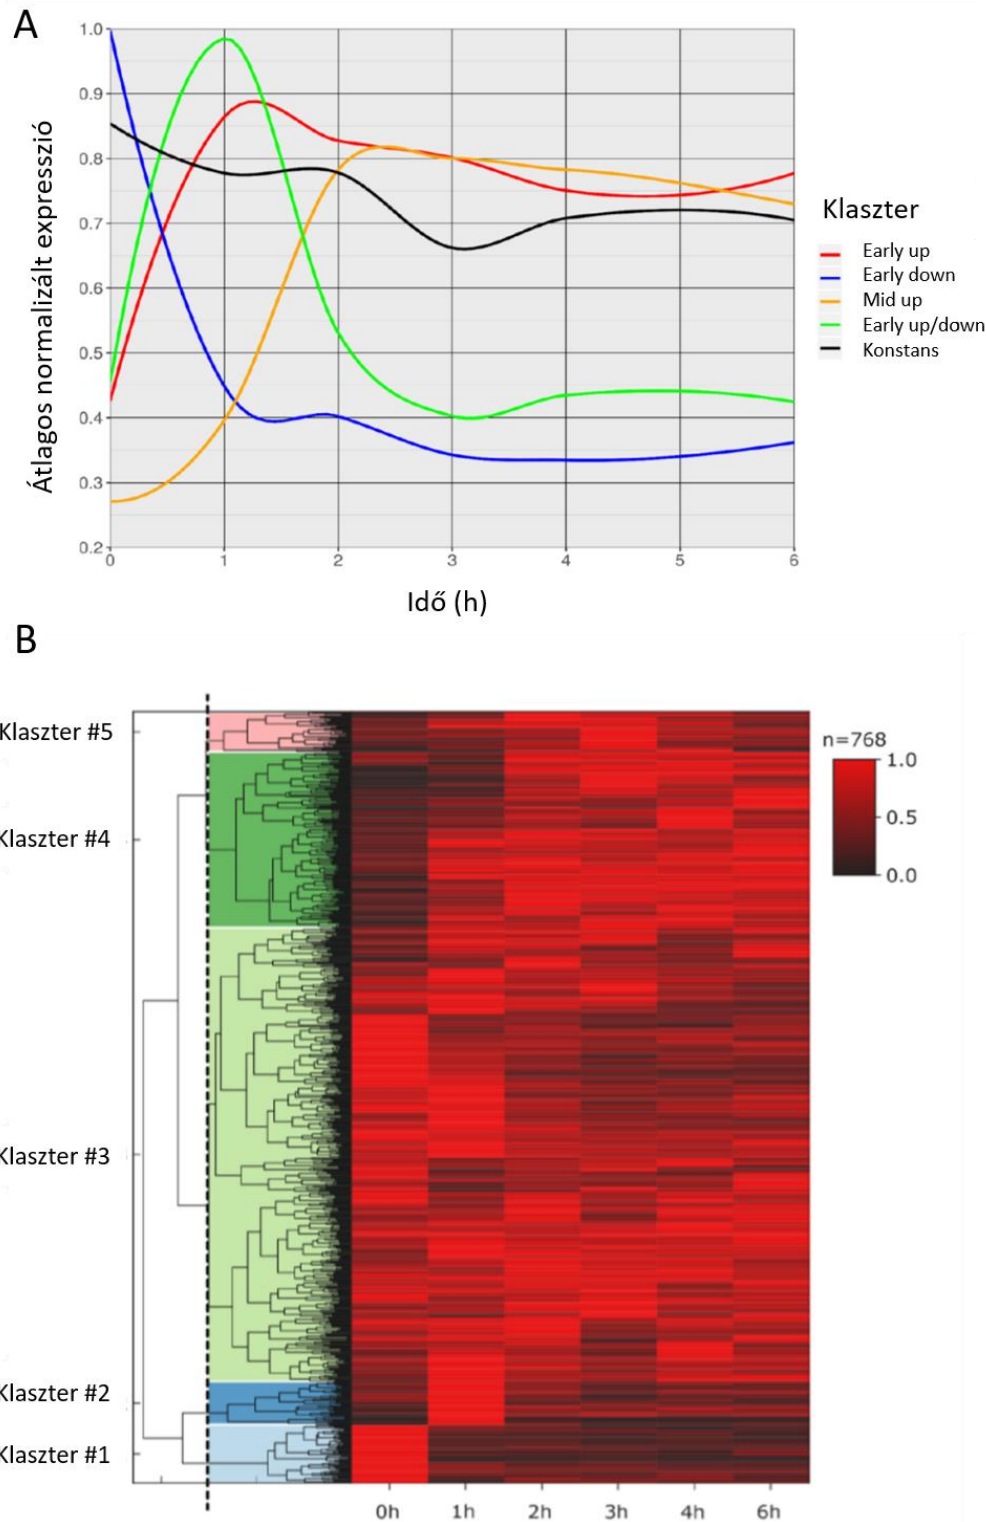 A
1.0
0.9
0.8
0.7
0.6
0.5
0.4
0.3
0.2
Átlagos normalizált expresszió
0 1 2 3 4 5 6
Idő (h)
Klaszter
Early up
Early down
Mid up
Early up/down
Konstans
B
Klaszter #5
Klaszter #4
Klaszter #3
Klaszter #2
Klaszter #1
n=768
1.0
0.5
0.0
0h 1h 2h 3h 4h 6h